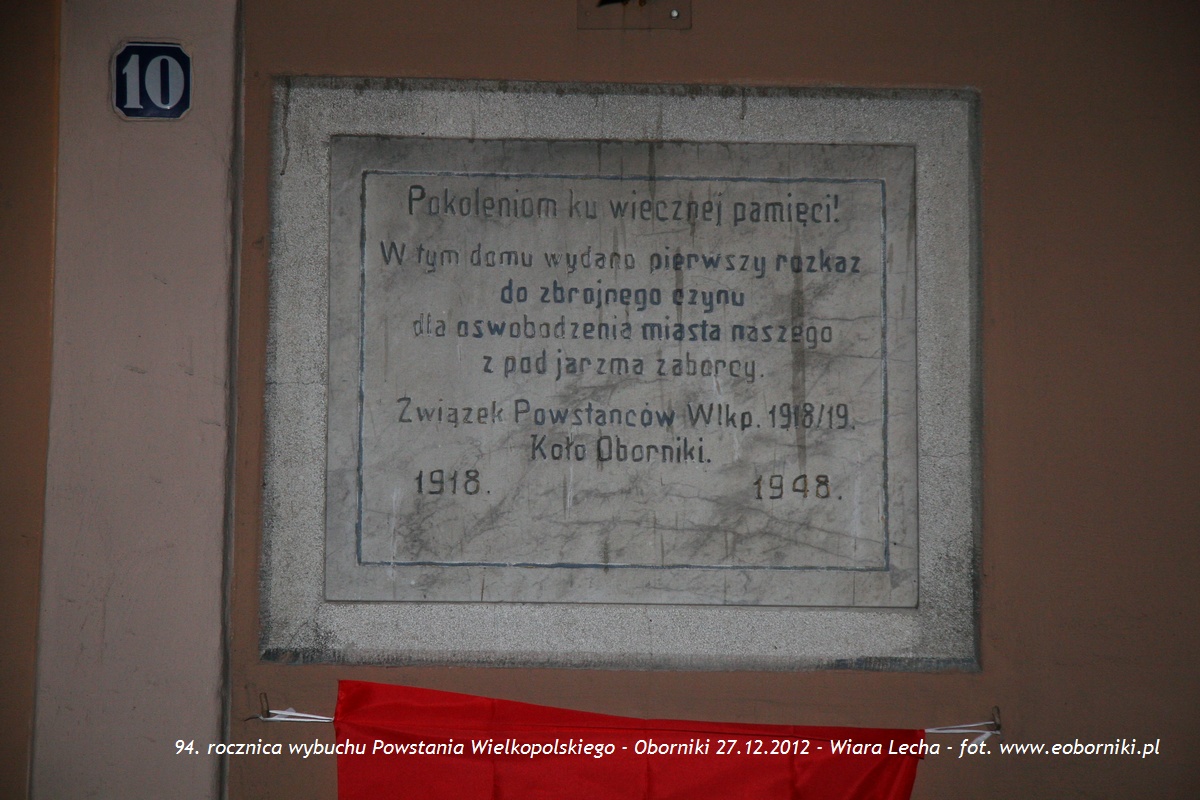 10
Pokoleniom ku wiecznej pamięci!
W tym domu wydano pierwszy rozkaz
do zbrojnego czynu
dla oswobodzenia miasta naszego
z pod jarzma zaborcy.
Związek Powstańców Wlkp. 1918/19.
Koło Oborniki.
1918. 1948.
94. rocznica wybuchu Powstania Wielkopolskiego - Oborniki 27.12.2012 - Wiara Lecha - fot. www.eoborniki.pl